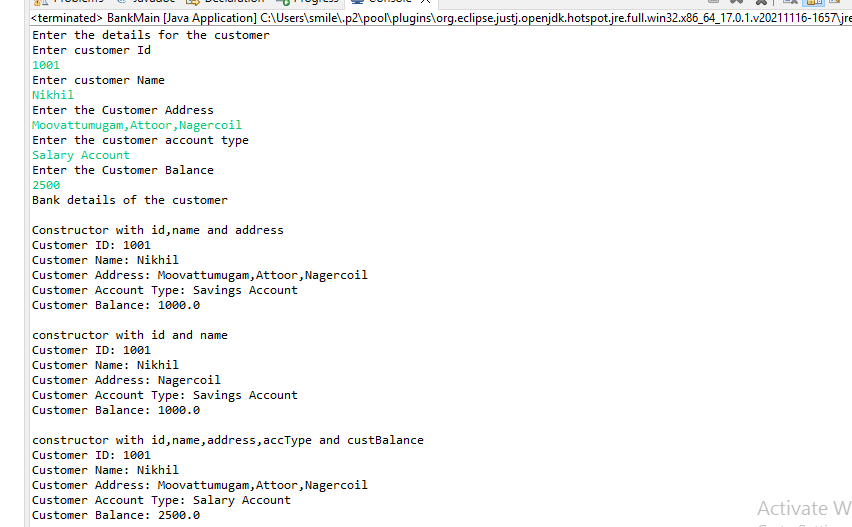 Console
<terminated> BankMain [Java Application] C:\Users\smile\.p2\pool\plugins\org.eclipse.justj.openjdk.hotspot.jre.full.win32.x86_64_17.0.1.v20211116-1657\jre
Enter the details for the customer
Enter customer Id
1001
Enter customer Name
Nikhil
Enter the Customer Address
Moovattumugam,Attoor,Nagercoil
Enter the customer account type
Salary Account
Enter the Customer Balance
2500
Bank details of the customer
Constructor with id,name and address
Customer ID: 1001
Customer Name: Nikhil
Customer Address: Moovattumugam,Attoor,Nagercoil
Customer Account Type: Savings Account
Customer Balance: 1000.0
constructor with id and name
Customer ID: 1001
Customer Name: Nikhil
Customer Address: Nagercoil
Customer Account Type: Savings Account
Customer Balance: 1000.0
constructor with id,name,address,accType and custBalance
Customer ID: 1001
Customer Name: Nikhil
Customer Address: Moovattumugam,Attoor,Nagercoil
Customer Account Type: Salary Account
Customer Balance: 2500.0
Activate W